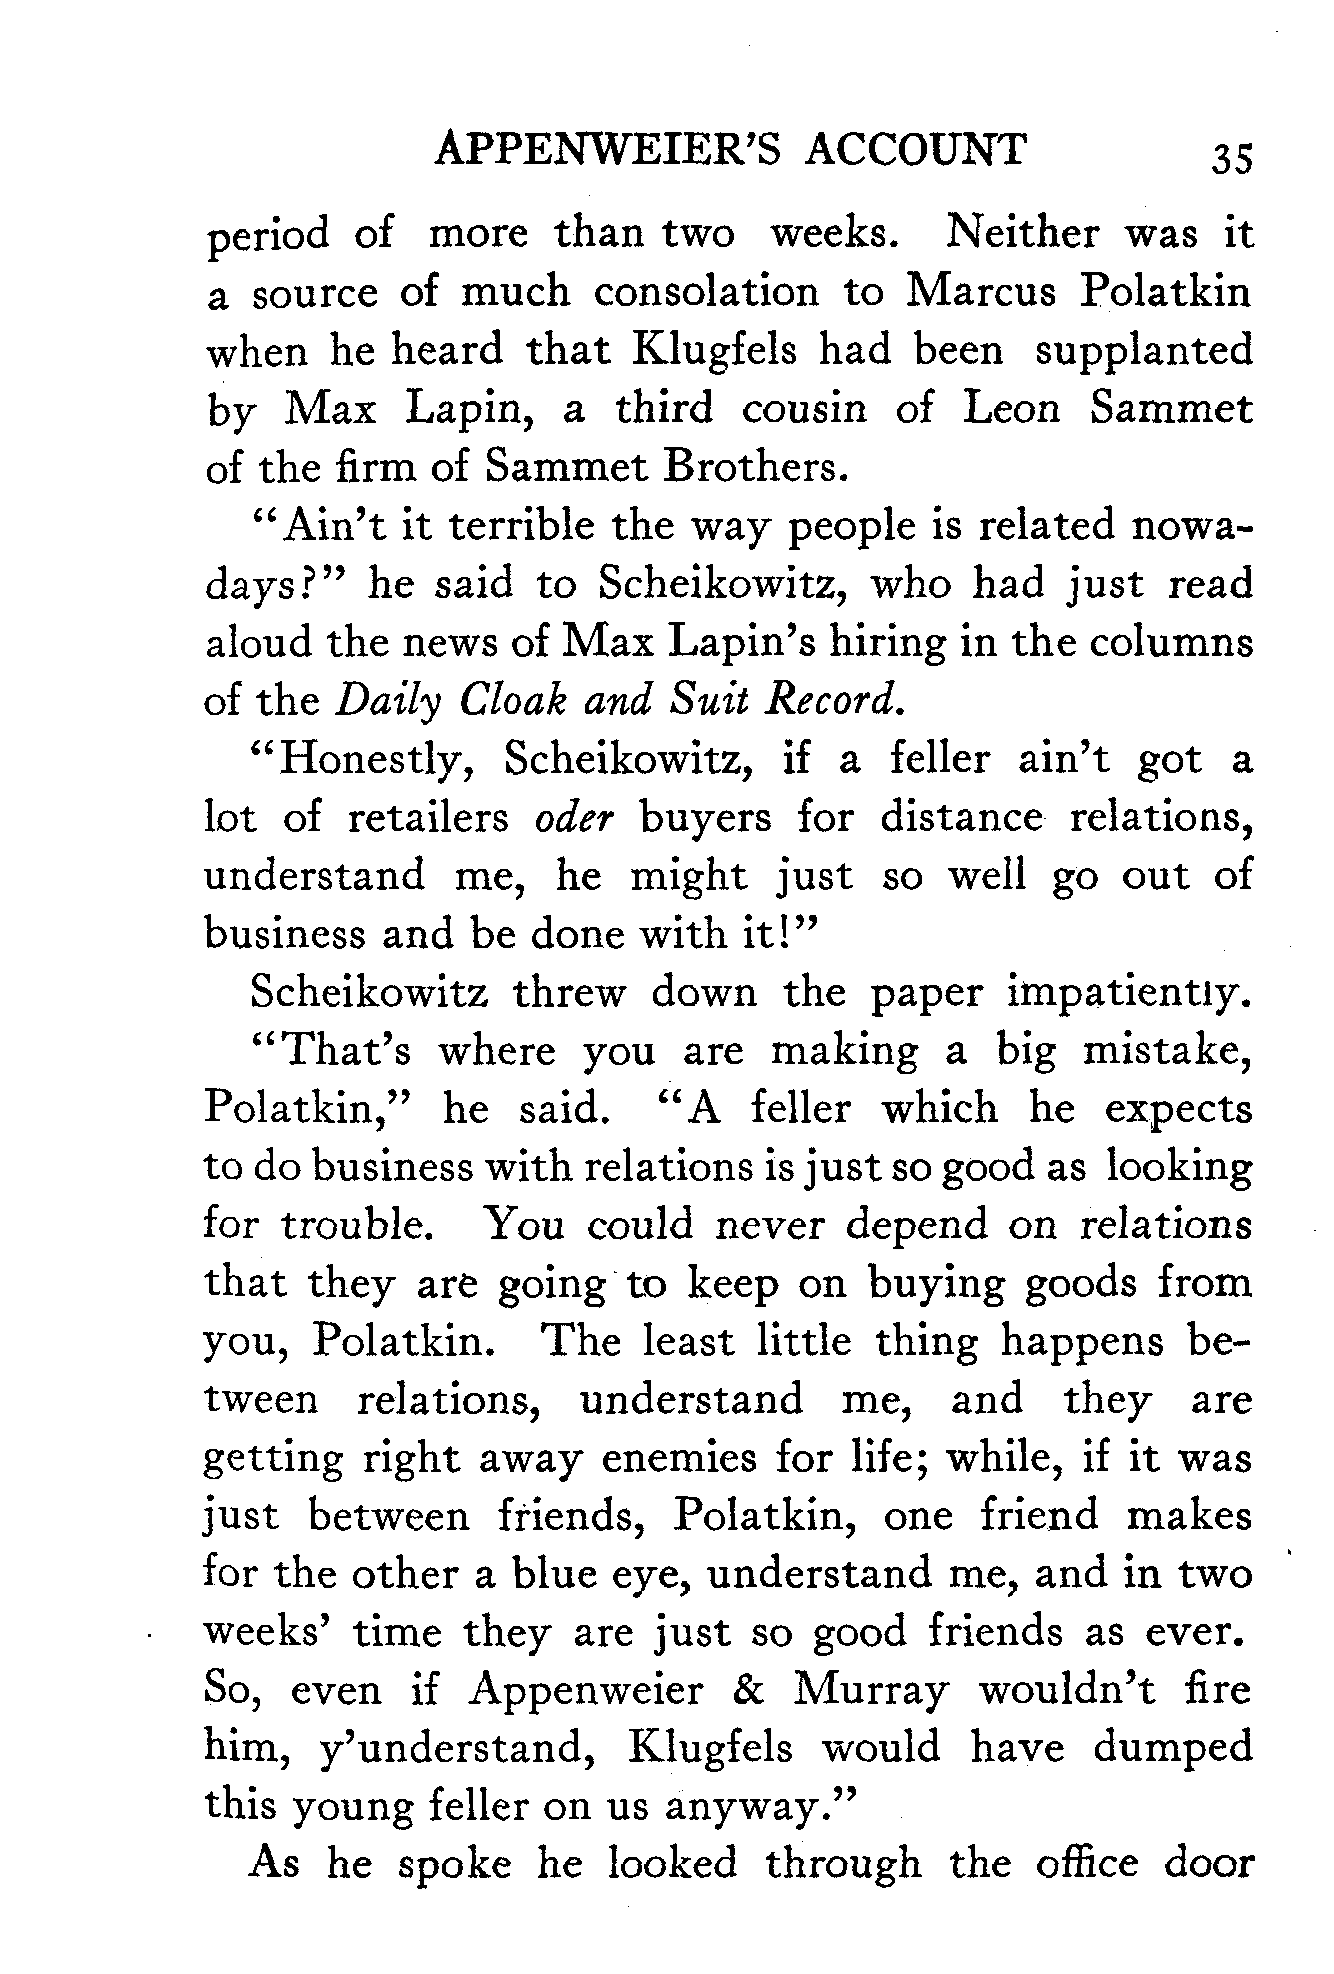 APPENWEIER'S ACCOUNT 35
period of more than two weeks. Neither was it
a source of much consolation to Marcus Polatkin
when he heard that Klugfels had been supplanted
by Max Lapin, a third cousin of Leon Sammet
of the firm of Sammet Brothers.
"Ain't it terrible the way people is related nowa-
days?" he said to Scheikowitz, who had just read
aloud the news of Max Lapin's hiring in the columns
of the Daily Cloak and Suit Record.
"Honestly, Scheikowitz, if a feller ain't got a
lot of retailers oder buyers for distance relations,
understand me, he might just so well go out of
business and be done with it!"
Scheikowitz threw down the paper impatiently.
"That's where you are making a big mistake,
Polatkin," he said. "A feller which he expects
to do business with relations is just so good as looking
for trouble. You could never depend on relations
that they are going to keep on buying goods from
you, Polatkin. The least little thing happens be-
tween relations, understand me, and they are
getting right away enemies for life; while, if it was
just between friends, Polatkin, one friend makes
for the other a blue eye, understand me, and in two
weeks' time they are just so good friends as ever.
So, even if Appenweier & Murray wouldn't fire
him, y'understand, Klugfels would have dumped
this young feller on us anyway."
As he spoke he looked through the office door